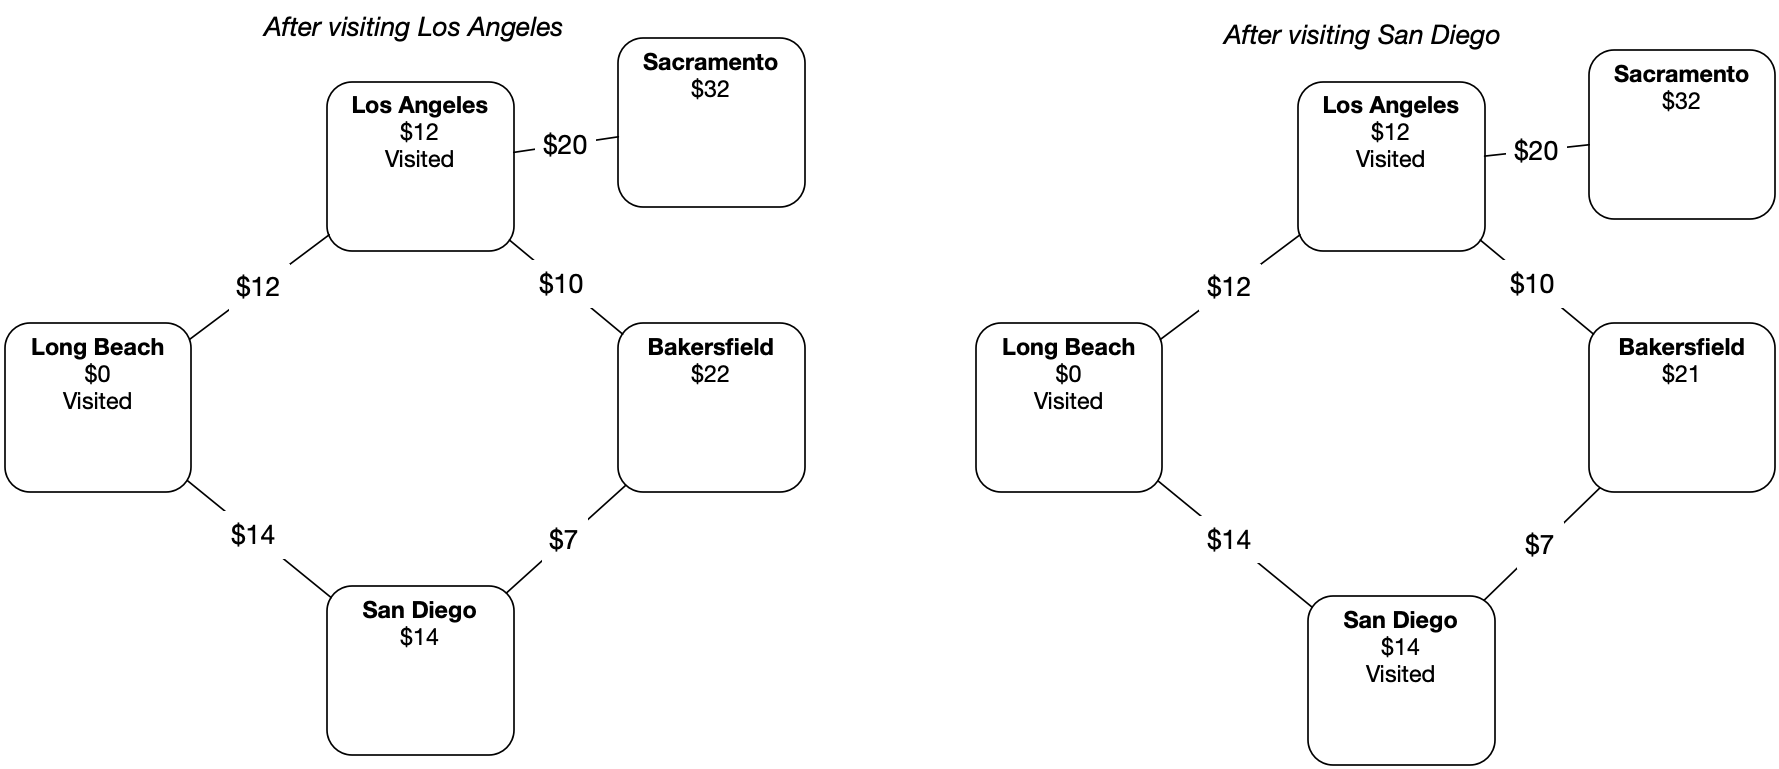 After visiting Los Angeles
Sacramento
$32
Los Angeles
$12
Visited
$20
$12
$10
Long Beach
$0
Visited
Bakersfield
$22
$14
$7
San Diego
$14
After visiting San Diego
Sacramento
$32
Los Angeles
$12
Visited
$20
$12
$10
Long Beach
$0
Visited
Bakersfield
$21
$14
$7
San Diego
$14
Visited